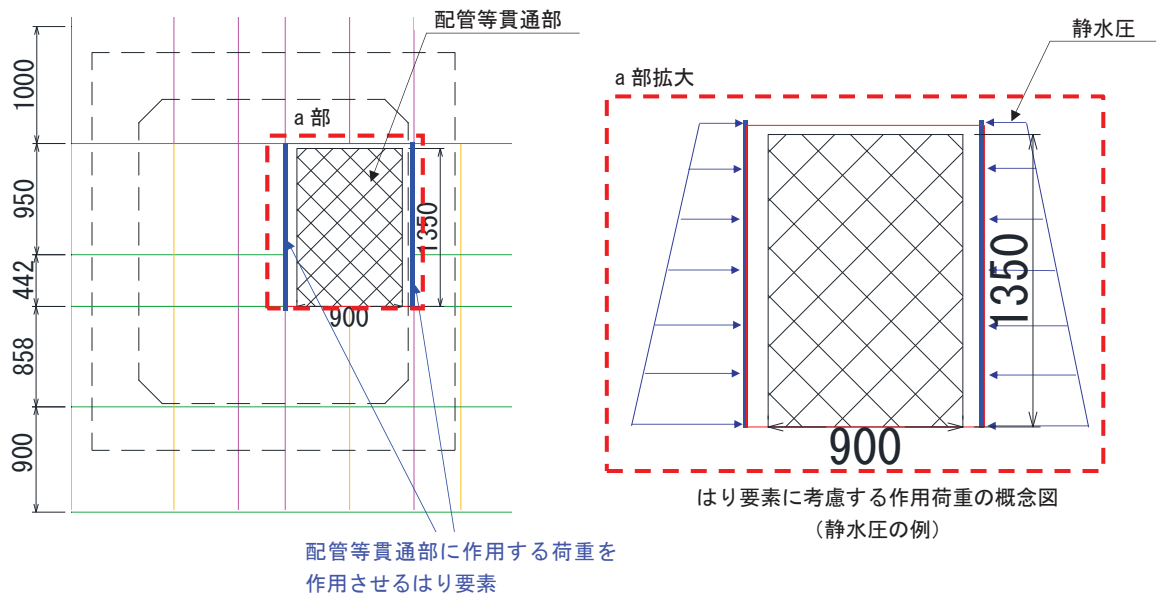 配管等貫通部
静水圧
a 部拡大
a 部
1000
950
442
858
900
1350
900
1350
900
はり要素に考慮する作用荷重の概念図
（静水圧の例）
配管等貫通部に作用する荷重を
作用させるはり要素